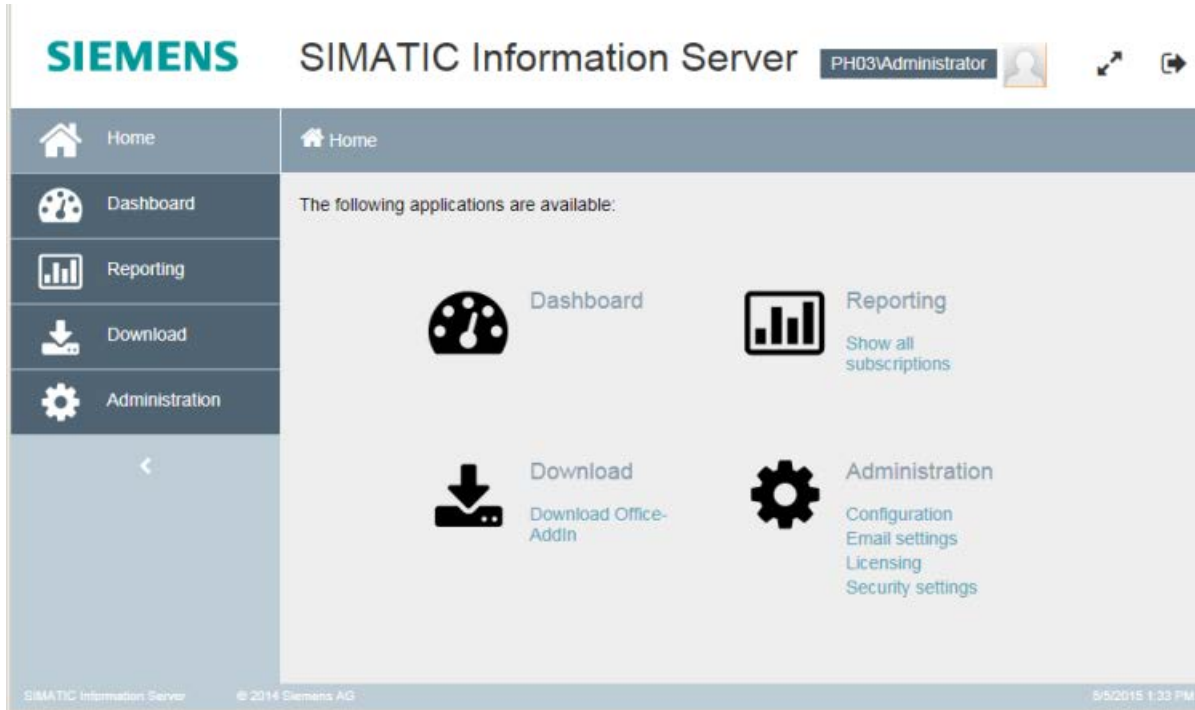 SIEMENS
SIMATIC Information Server
PH03\Administrator
Home
Dashboard
Reporting
Download
Administration
Home
The following applications are available:
Dashboard
Reporting
Show all
subscriptions
Download
Download Office-
AddIn
Administration
Configuration
Email settings
Licensing
Security settings
SIMATIC Information Server
© 2014 Siemens AG
5/5/2015 1:33 PM